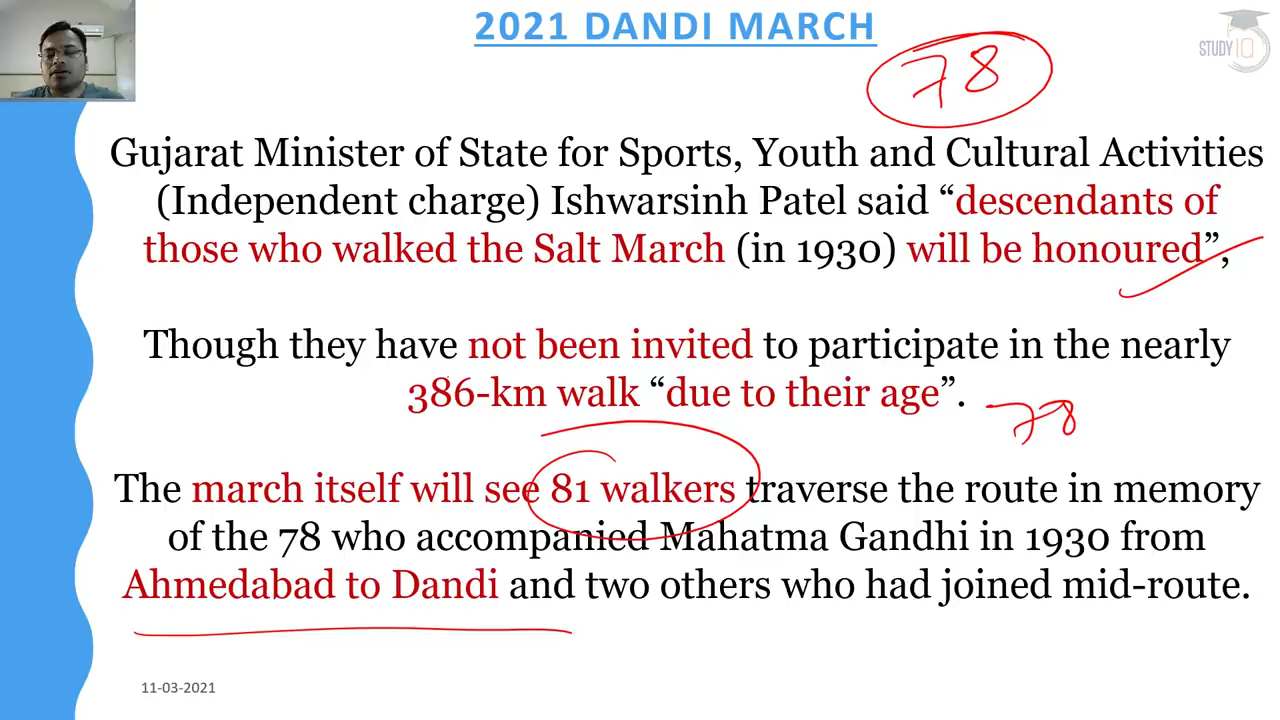 2021 DANDI MARCH
STUDY IQ
78
Gujarat Minister of State for Sports, Youth and Cultural Activities
(Independent charge) Ishwarsinh Patel said “descendants of
those who walked the Salt March (in 1930) will be honoured”,
Though they have not been invited to participate in the nearly
386-km walk “due to their age”.
78
The march itself will see 81 walkers traverse the route in memory
of the 78 who accompanied Mahatma Gandhi in 1930 from
Ahmedabad to Dandi and two others who had joined mid-route.
11-03-2021